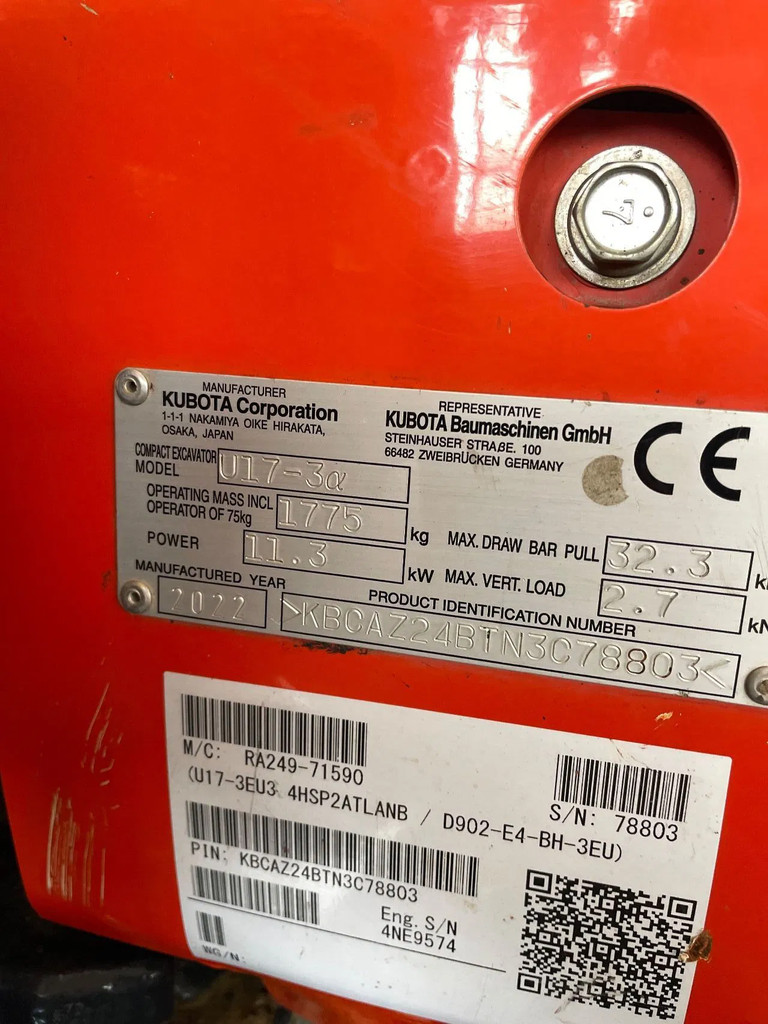 MANUFACTURER
KUBOTA Corporation
1-1-1 NAKAMIYA OIKE HIRAKATA,
OSAKA, JAPAN
REPRESENTATIVE
KUBOTA Baumaschinen GmbH
STEINHAUSER STRAßE. 100
66482 ZWEIBRÜCKEN GERMANY
CE
COMPACT EXCAVATOR
MODEL U17-3α
OPERATING MASS INCL
OPERATOR OF 75kg 1775 kg
POWER 11.3 kW
MAX. DRAW BAR PULL 32.3
MAX. VERT. LOAD 2.7 kN
MANUFACTURED YEAR
2022
PRODUCT IDENTIFICATION NUMBER
>KBCAZ24BTN3C78803<
M/C: RA249-71590
(U17-3EU3 4HSP2ATLANB / D902-E4-BH-3EU)
S/N: 78803
PIN: KBCAZ24BTN3C78803
Eng. S/N
4NE9574
WG/N: